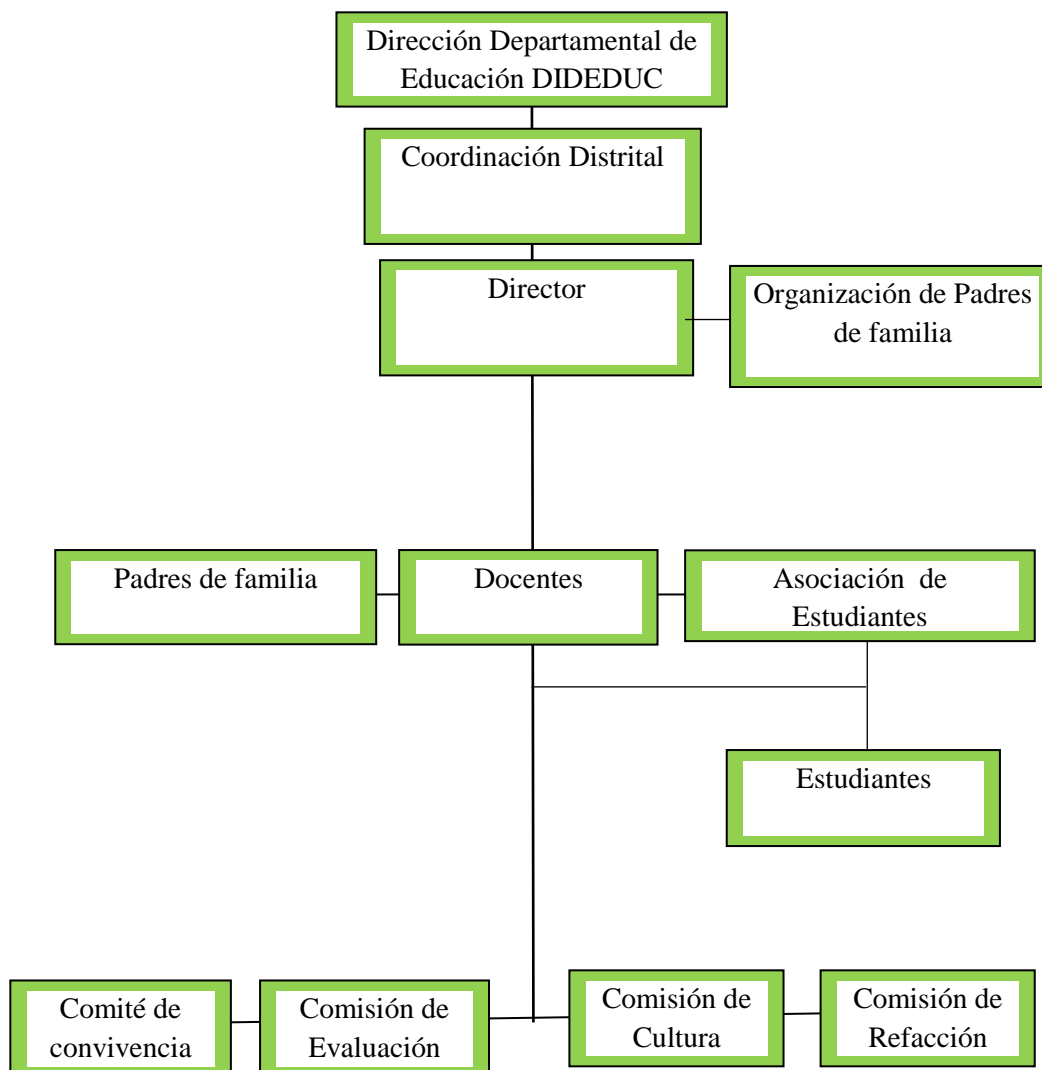 Dirección Departamental de
Educación DIDEDUC
Coordinación Distrital
Director
Organización de Padres
de familia
Padres de familia
Docentes
Asociación de
Estudiantes
Estudiantes
Comité de
convivencia
Comisión de
Evaluación
Comisión de
Cultura
Comisión de
Refacción